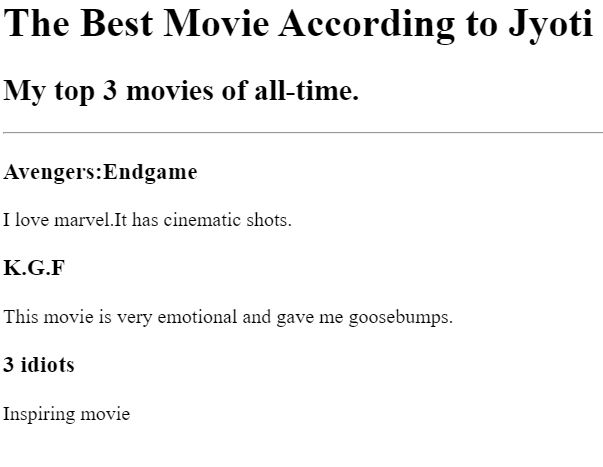 The Best Movie According to Jyoti
My top 3 movies of all-time.
Avengers:Endgame
I love marvel.It has cinematic shots.
K.G.F
This movie is very emotional and gave me goosebumps.
3 idiots
Inspiring movie